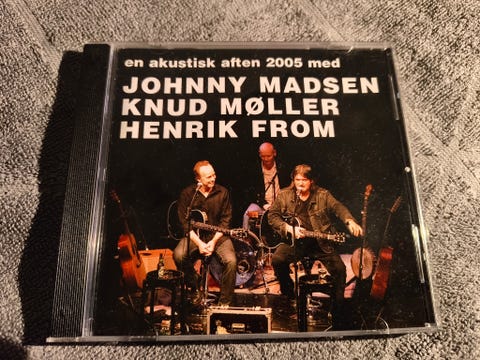 en akustisk aften 2005 med
JOHNNY MADSEN
KNUD MØLLER
HENRIK FROM